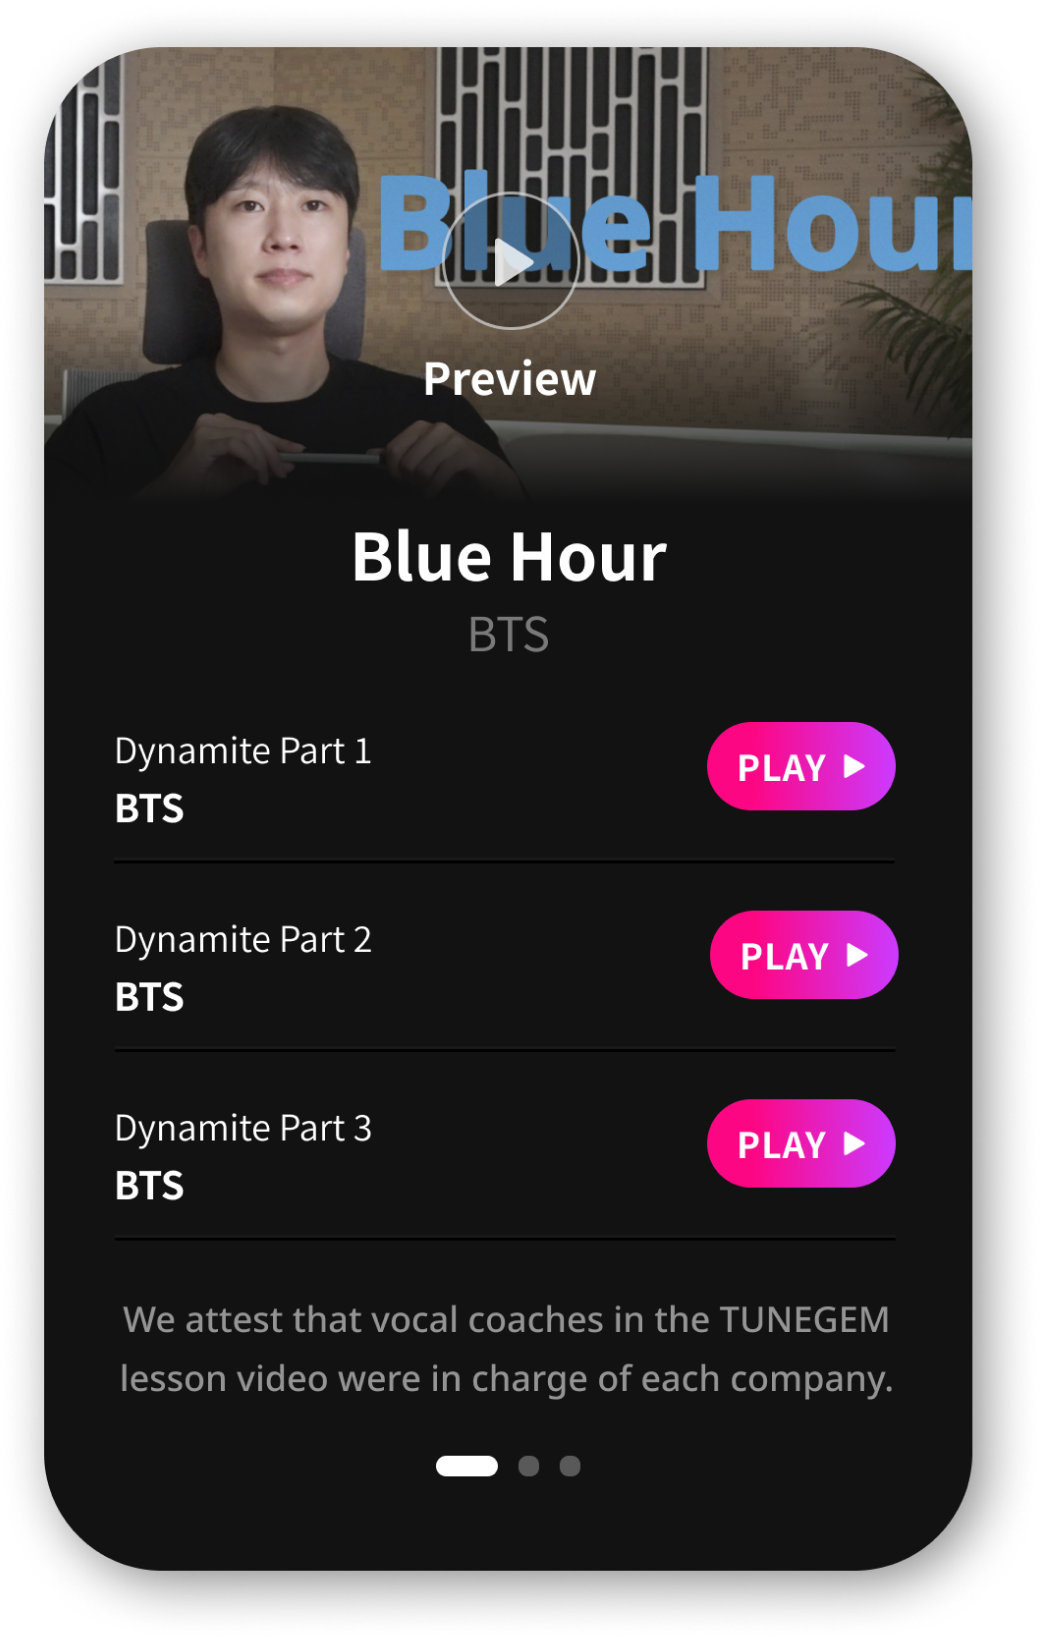 Blue Hour
Preview
Blue Hour
BTS
Dynamite Part 1
BTS
PLAY
Dynamite Part 2
BTS
PLAY
Dynamite Part 3
BTS
PLAY
We attest that vocal coaches in the TUNEGEM
lesson video were in charge of each company.